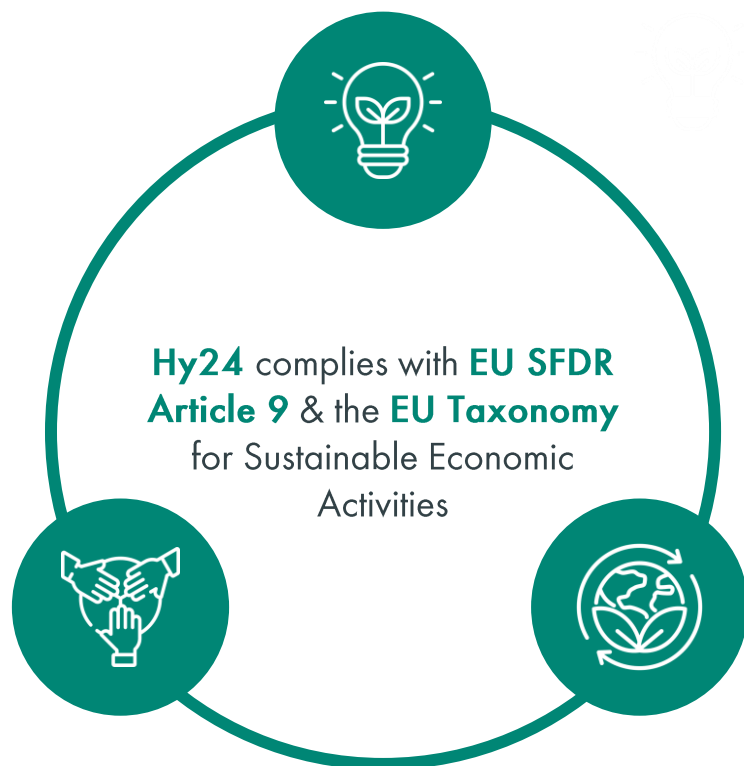 Hy24 complies with EU SFDR
Article 9 & the EU Taxonomy
for Sustainable Economic
Activities